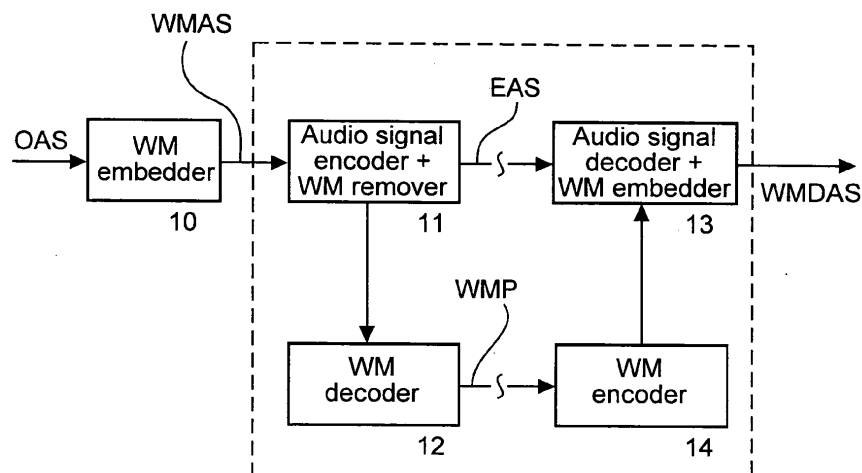 WMAS
EAS
OAS
WM
embedder
10
Audio signal
encoder +
WM remover
11
Audio signal
decoder +
WM embedder
13
WMDAS
WMP
WM
decoder
12
WM
encoder
14